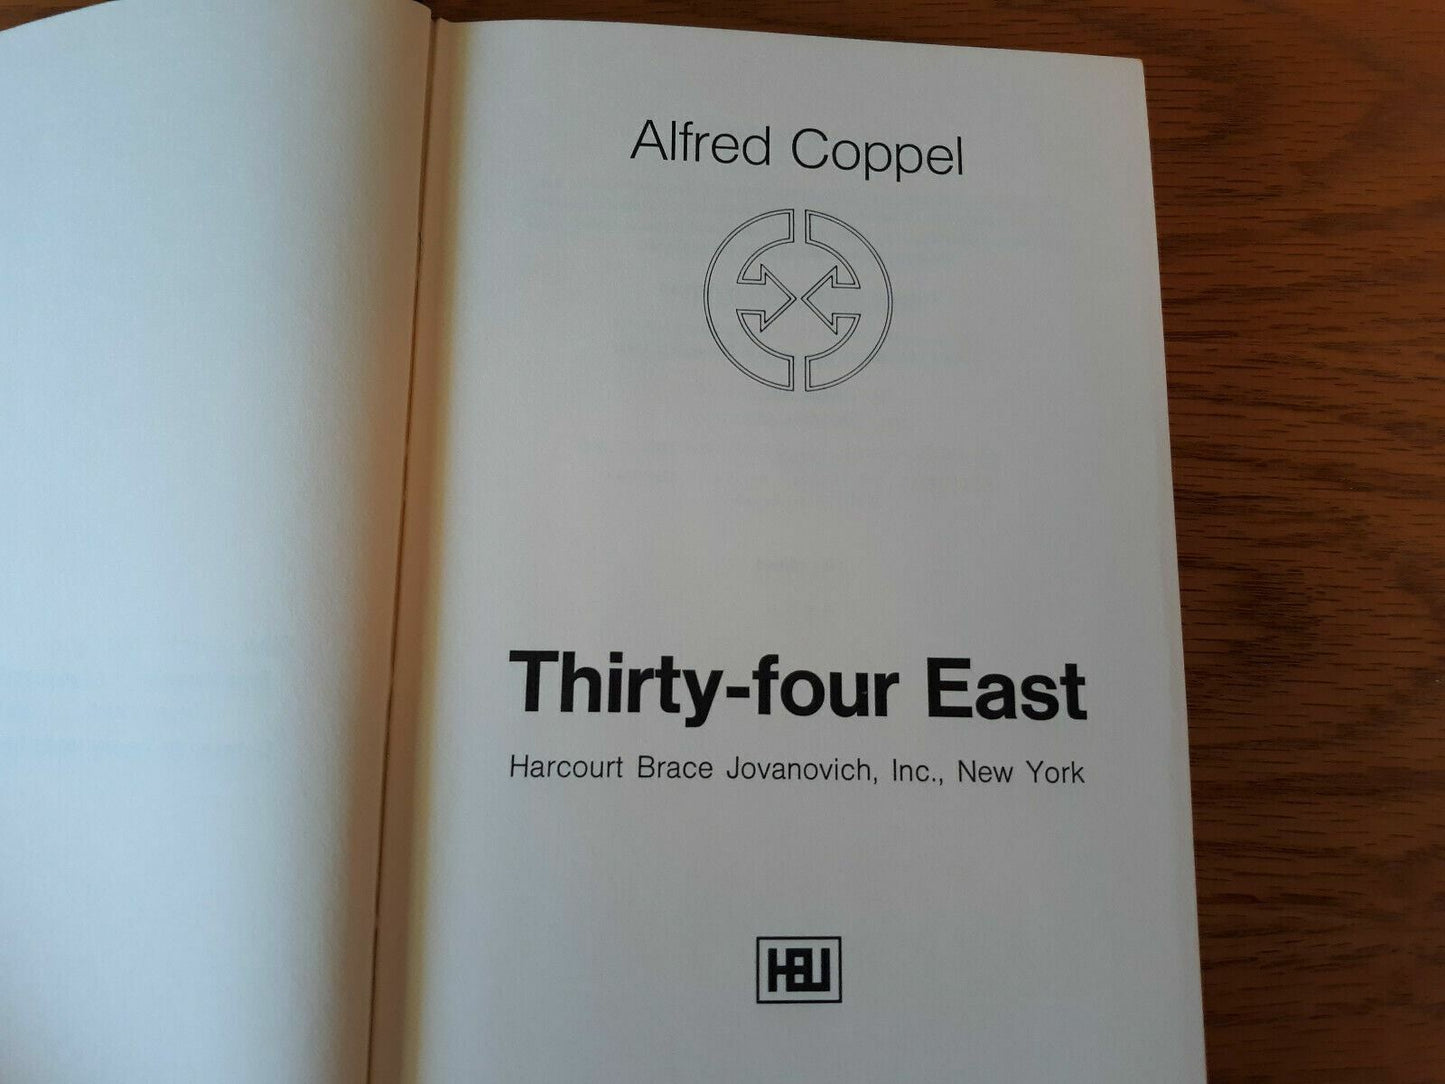 Alfred Coppel
Thirty-four East
Harcourt Brace Jovanovich, Inc., New York
HBJ